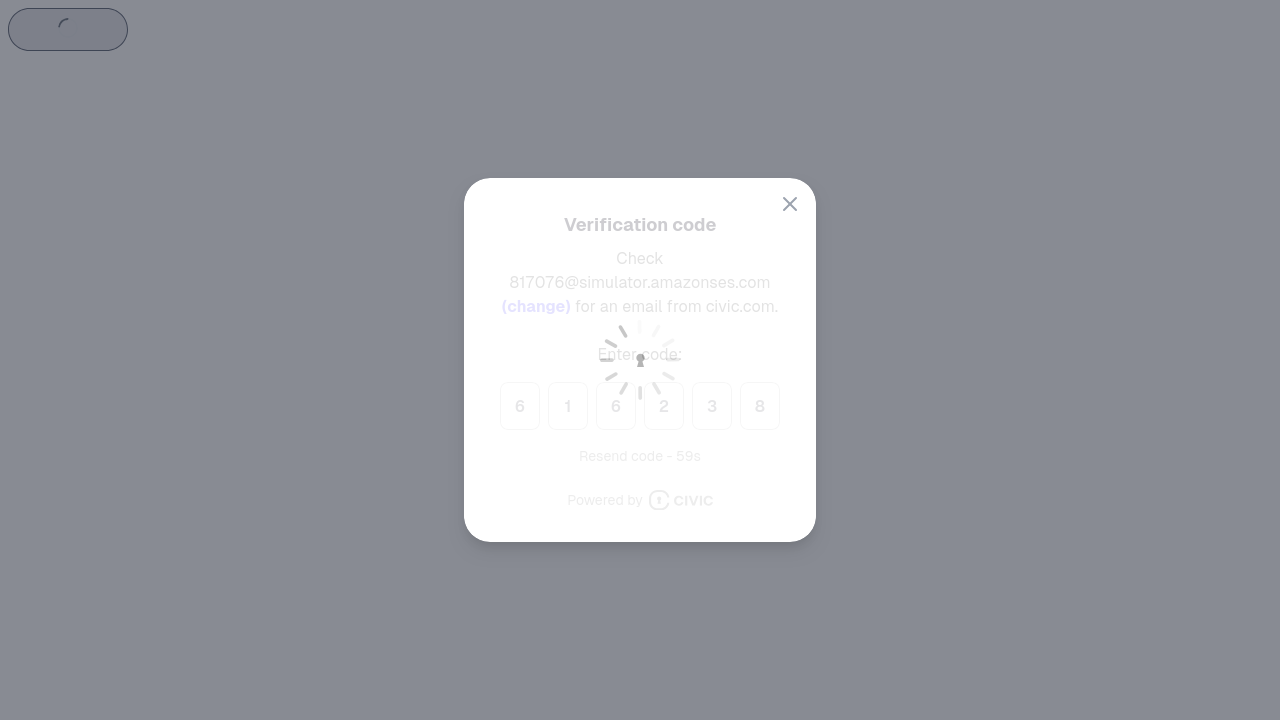 Verification code
Check
817076@simulator.amazonses.com
(change) for an email from civic.com.
Enter code:
6 1 6 2 3 8
Resend code - 59s
Powered by CIVIC